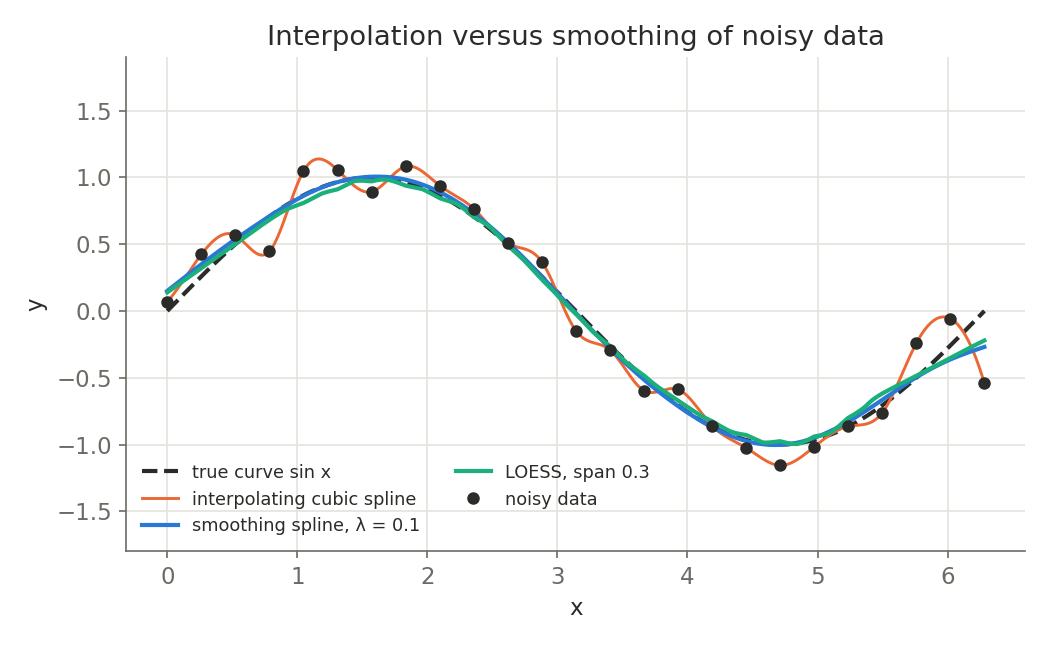 Interpolation versus smoothing of noisy data
y
1.5
1.0
0.5
0.0
−0.5
−1.0
−1.5
true curve sin x
interpolating cubic spline
smoothing spline, λ = 0.1
LOESS, span 0.3
noisy data
0 1 2 3 4 5 6
x